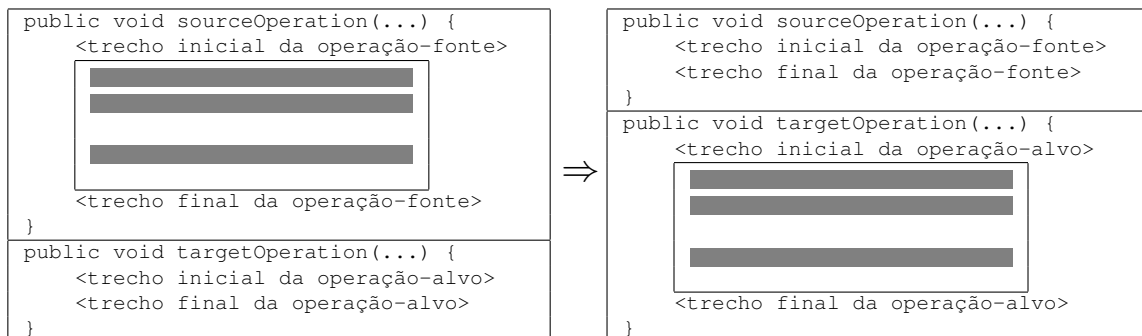 public void sourceOperation(...) {
<trecho inicial da operação-fonte>
<trecho final da operação-fonte>
}
public void targetOperation(...) {
<trecho inicial da operação-alvo>
<trecho final da operação-alvo>
}
⇒
public void sourceOperation(...) {
<trecho inicial da operação-fonte>
<trecho final da operação-fonte>
}
public void targetOperation(...) {
<trecho inicial da operação-alvo>
<trecho final da operação-alvo>
}